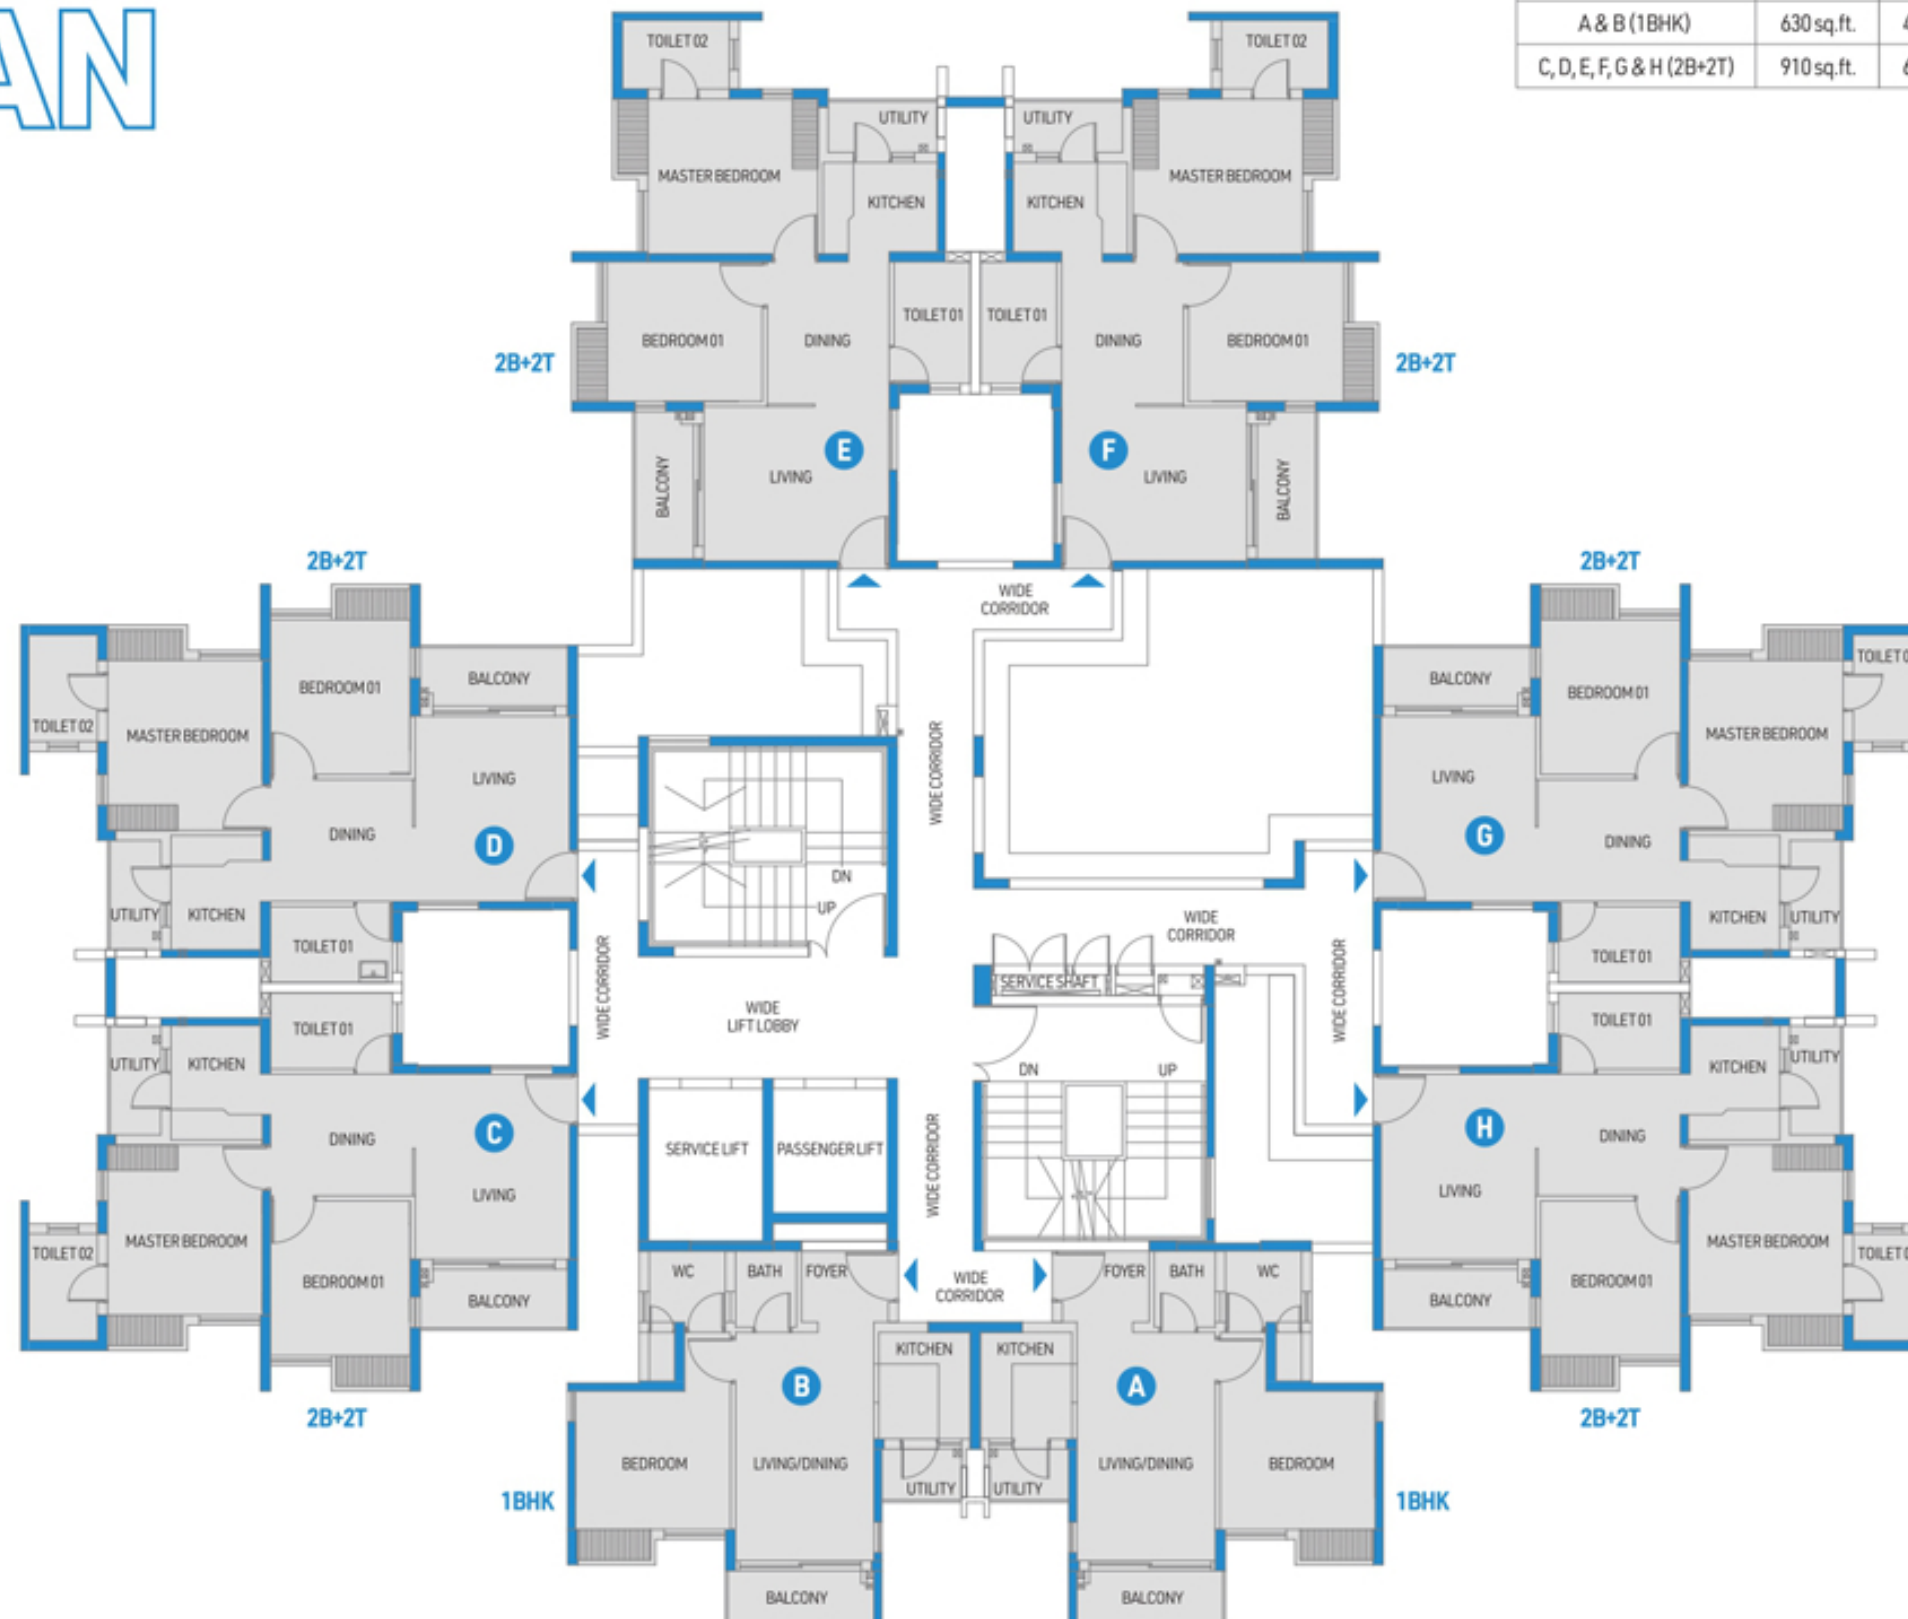 AN
A & B (1BHK) 630 sq.ft.
C, D, E, F, G & H (2B+2T) 910 sq.ft.
TOILET 02
TOILET 02
UTILITY
UTILITY
MASTER BEDROOM
MASTER BEDROOM
KITCHEN
KITCHEN
TOILET 01
TOILET 01
BEDROOM 01
DINING
DINING
BEDROOM 01
2B+2T
2B+2T
E
F
LIVING
LIVING
BALCONY
BALCONY
WIDE
CORRIDOR
2B+2T
2B+2T
BEDROOM 01
BALCONY
BALCONY
BEDROOM 01
TOILET 02
MASTER BEDROOM
MASTER BEDROOM
TOILET
LIVING
LIVING
WIDE CORRIDOR
DINING
D
G
DINING
DN
UP
UTILITY
KITCHEN
KITCHEN
UTILITY
TOILET 01
TOILET 01
WIDE
CORRIDOR
WIDE CORRIDOR
WIDE CORRIDOR
SERVICE SHAFT
WIDE
LIFT LOBBY
TOILET 01
TOILET 01
UTILITY
KITCHEN
KITCHEN
UTILITY
DN
UP
DINING
C
H
DINING
SERVICE LIFT
PASSENGER LIFT
WIDE CORRIDOR
LIVING
LIVING
MASTER BEDROOM
MASTER BEDROOM
TOILET 02
TOILET
BEDROOM 01
BEDROOM 01
BALCONY
BALCONY
WC
BATH
FOYER
WIDE
CORRIDOR
FOYER
BATH
WC
KITCHEN
KITCHEN
2B+2T
B
A
2B+2T
BEDROOM
LIVING/DINING
LIVING/DINING
BEDROOM
UTILITY
UTILITY
1BHK
1BHK
BALCONY
BALCONY